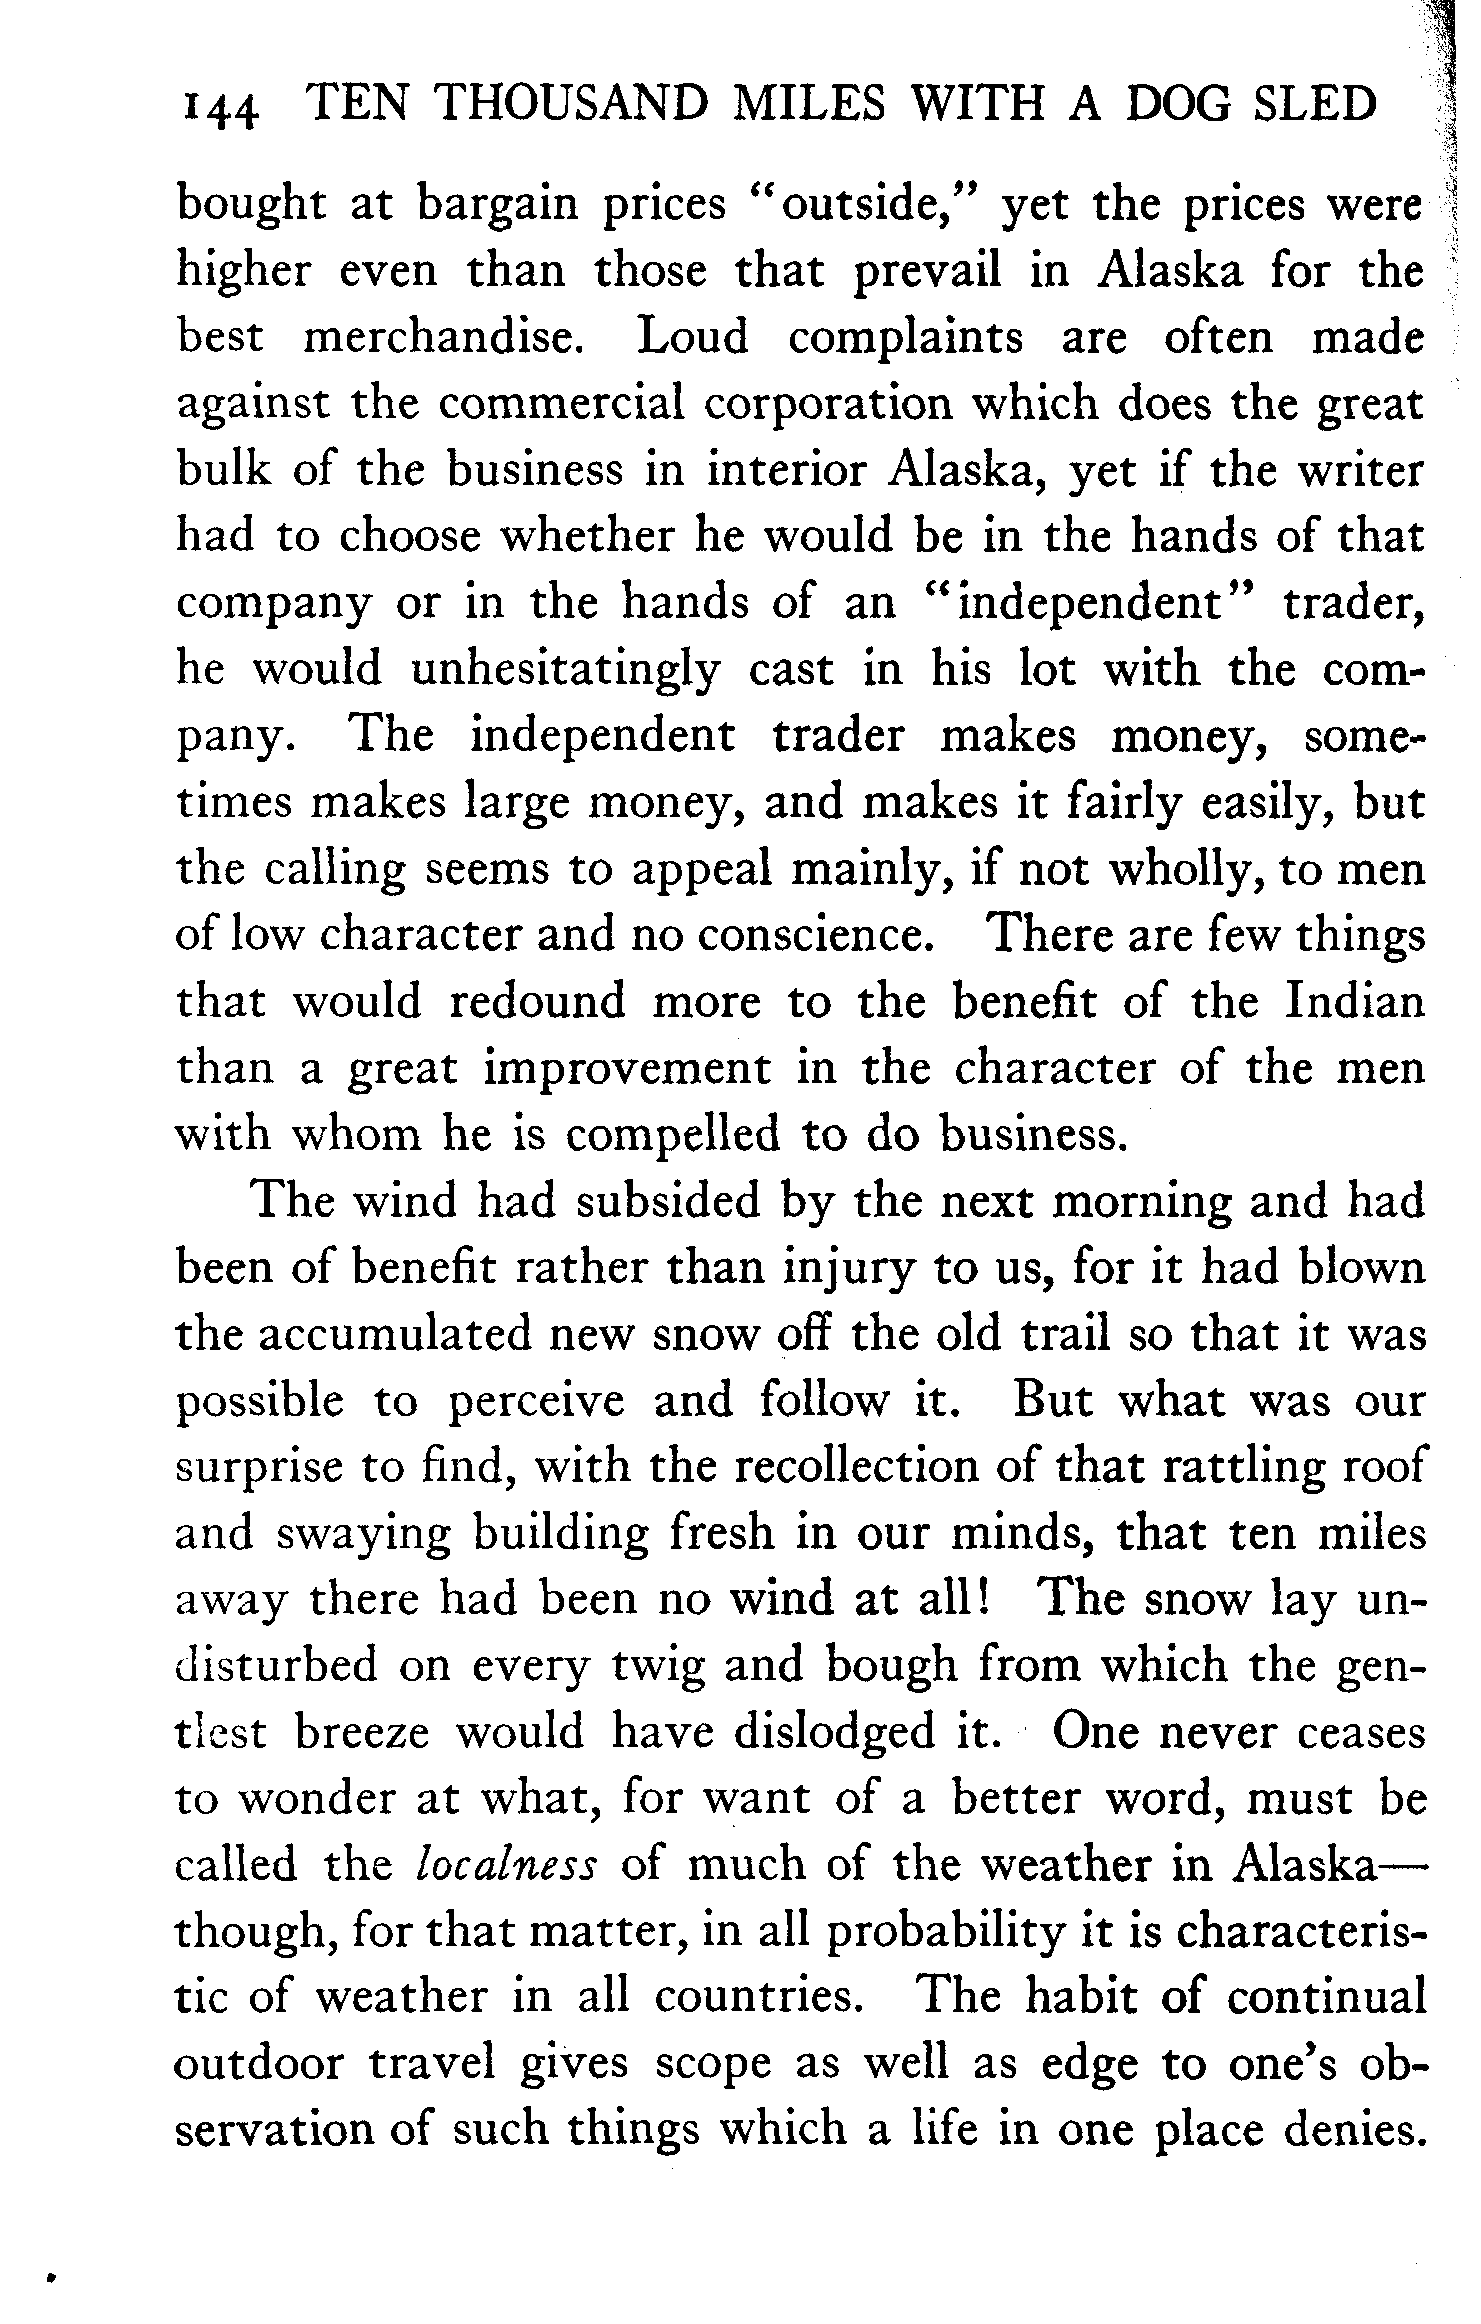 144 TEN THOUSAND MILES WITH A DOG SLED
bought at bargain prices "outside," yet the prices were
higher even than those that prevail in Alaska for the
best merchandise. Loud complaints are often made
against the commercial corporation which does the great
bulk of the business in interior Alaska, yet if the writer
had to choose whether he would be in the hands of that
company or in the hands of an "independent" trader,
he would unhesitatingly cast in his lot with the com-
pany. The independent trader makes money, some-
times makes large money, and makes it fairly easily, but
the calling seems to appeal mainly, if not wholly, to men
of low character and no conscience. There are few things
that would redound more to the benefit of the Indian
than a great improvement in the character of the men
with whom he is compelled to do business.
The wind had subsided by the next morning and had
been of benefit rather than injury to us, for it had blown
the accumulated new snow off the old trail so that it was
possible to perceive and follow it. But what was our
surprise to find, with the recollection of that rattling roof
and swaying building fresh in our minds, that ten miles
away there had been no wind at all! The snow lay un-
disturbed on every twig and bough from which the gen-
tlest breeze would have dislodged it. One never ceases
to wonder at what, for want of a better word, must be
called the localness of much of the weather in Alaska—
though, for that matter, in all probability it is characteris-
tic of weather in all countries. The habit of continual
outdoor travel gives scope as well as edge to one's ob-
servation of such things which a life in one place denies.